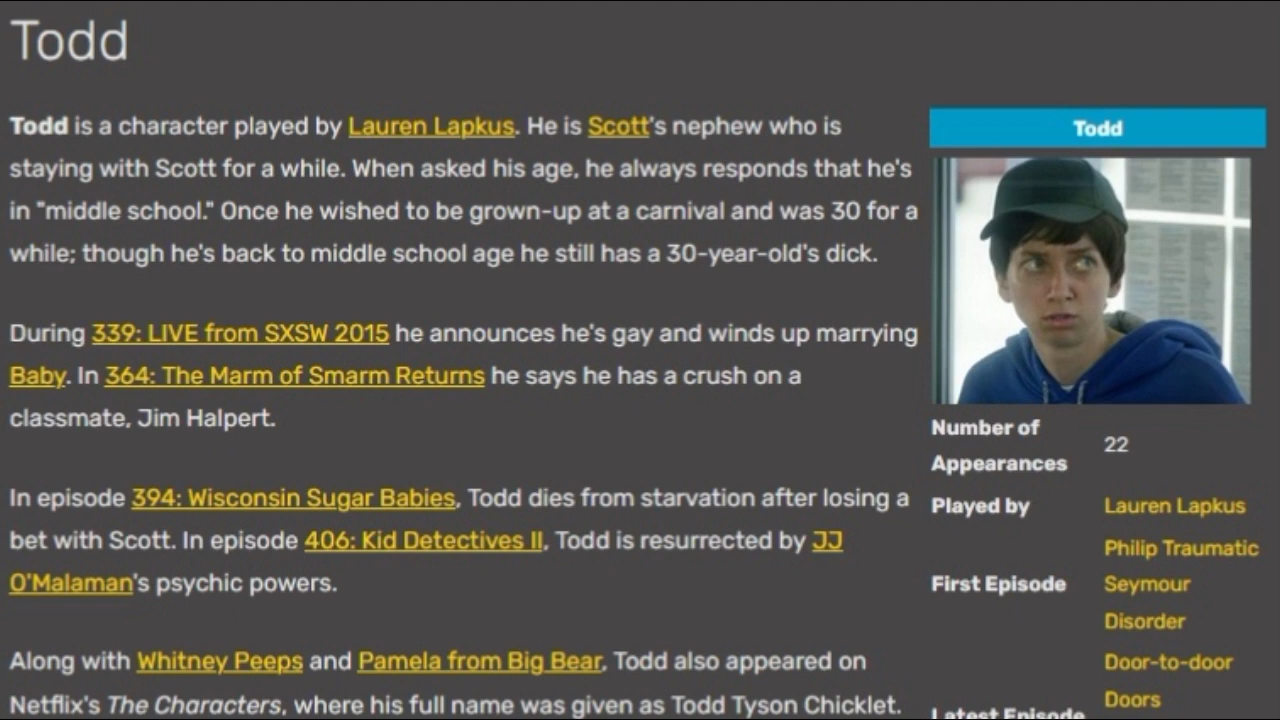 Todd
Todd is a character played by Lauren Lapkus. He is Scott's nephew who is
staying with Scott for a while. When asked his age, he always responds that he's
in "middle school." Once he wished to be grown-up at a carnival and was 30 for a
while; though he's back to middle school age he still has a 30-year-old's dick.
During 339: LIVE from SXSW 2015 he announces he's gay and winds up marrying
Baby. In 364: The Marm of Smarm Returns he says he has a crush on a
classmate, Jim Halpert.
In episode 394: Wisconsin Sugar Babies, Todd dies from starvation after losing a
bet with Scott. In episode 406: Kid Detectives II, Todd is resurrected by JJ
O'Malaman's psychic powers.
Along with Whitney Peeps and Pamela from Big Bear, Todd also appeared on
Netflix's The Characters, where his full name was given as Todd Tyson Chicklet.
Todd
Number of
Appearances
22
Played by
Lauren Lapkus
First Episode
Philip Traumatic
Seymour
Disorder
Latest Episode
Door-to-door
Doors